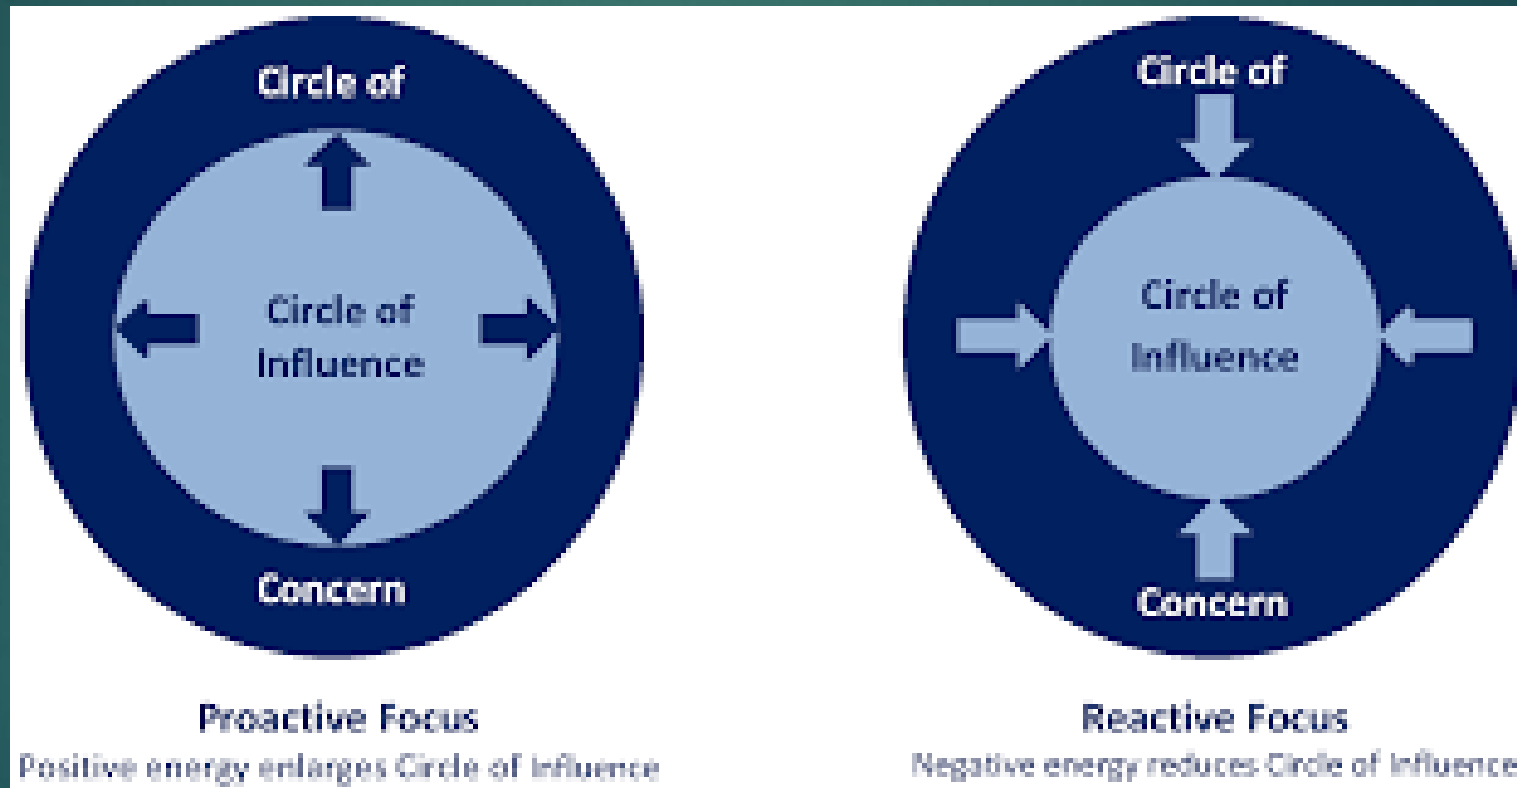 Circle of
Circle of
Influence
Concern
Proactive Focus
Positive energy enlarges Circle of Influence
Circle of
Circle of
Influence
Concern
Reactive Focus
Negative energy reduces Circle of Influence